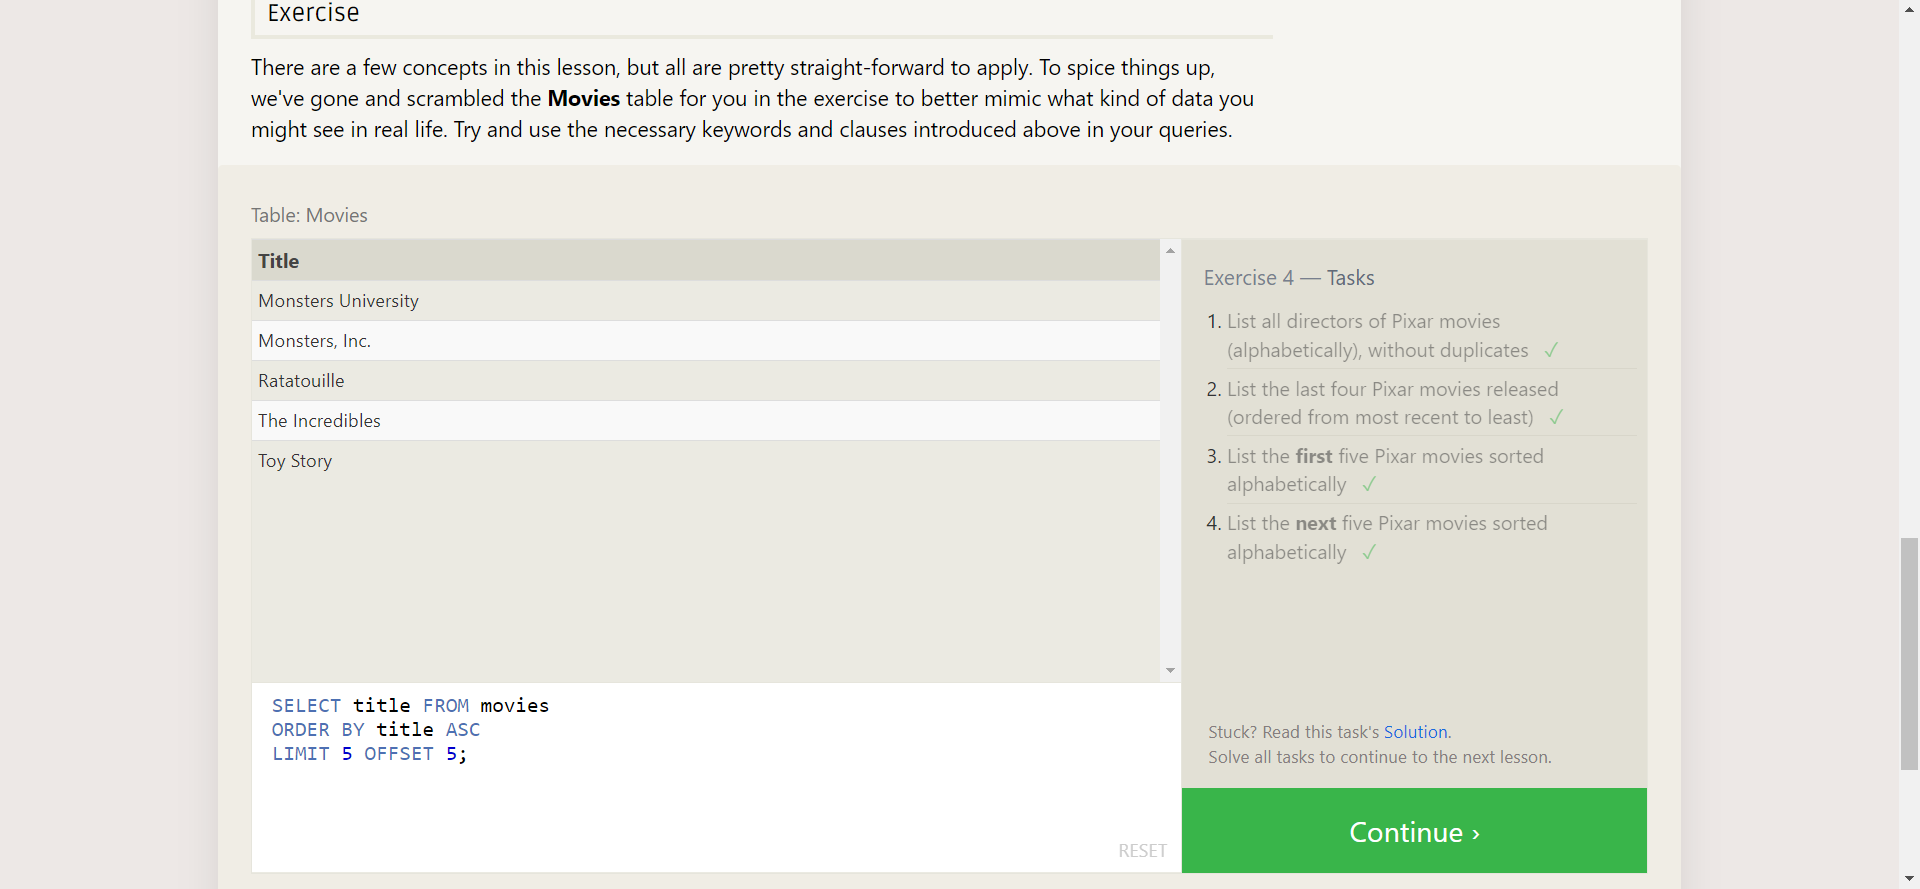 Exercise
There are a few concepts in this lesson, but all are pretty straight-forward to apply. To spice things up,
we've gone and scrambled the Movies table for you in the exercise to better mimic what kind of data you
might see in real life. Try and use the necessary keywords and clauses introduced above in your queries.
Table: Movies
Title
Monsters University
Monsters, Inc.
Ratatouille
The Incredibles
Toy Story
SELECT title FROM movies
ORDER BY title ASC
LIMIT 5 OFFSET 5;
RESET
Exercise 4 — Tasks
1. List all directors of Pixar movies
(alphabetically), without duplicates ✓
2. List the last four Pixar movies released
(ordered from most recent to least) ✓
3. List the first five Pixar movies sorted
alphabetically ✓
4. List the next five Pixar movies sorted
alphabetically ✓
Stuck? Read this task's Solution.
Solve all tasks to continue to the next lesson.
Continue ›